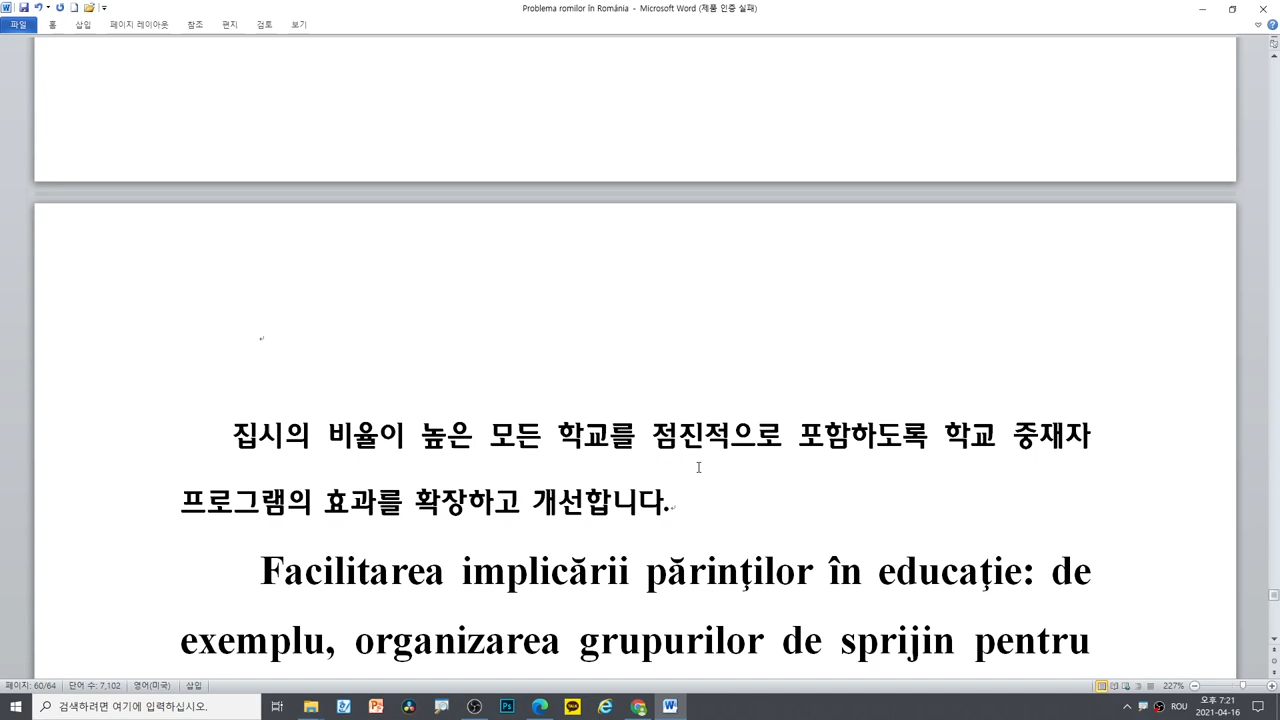 Problema romilor în România - Microsoft Word (제품 인증 실패)
파일 홈 삽입 페이지 레이아웃 참조 편지 검토 보기
집시의 비율이 높은 모든 학교를 점진적으로 포함하도록 학교 중재자
프로그램의 효과를 확장하고 개선합니다.
Facilitarea implicării părinţilor în educaţie: de
exemplu, organizarea grupurilor de sprijin pentru
페이지: 60/64 단어 수: 7,102 영어(미국) 삽입 227%
검색하려면 여기에 입력하십시오. ROU 오후 7:21
2021-04-16